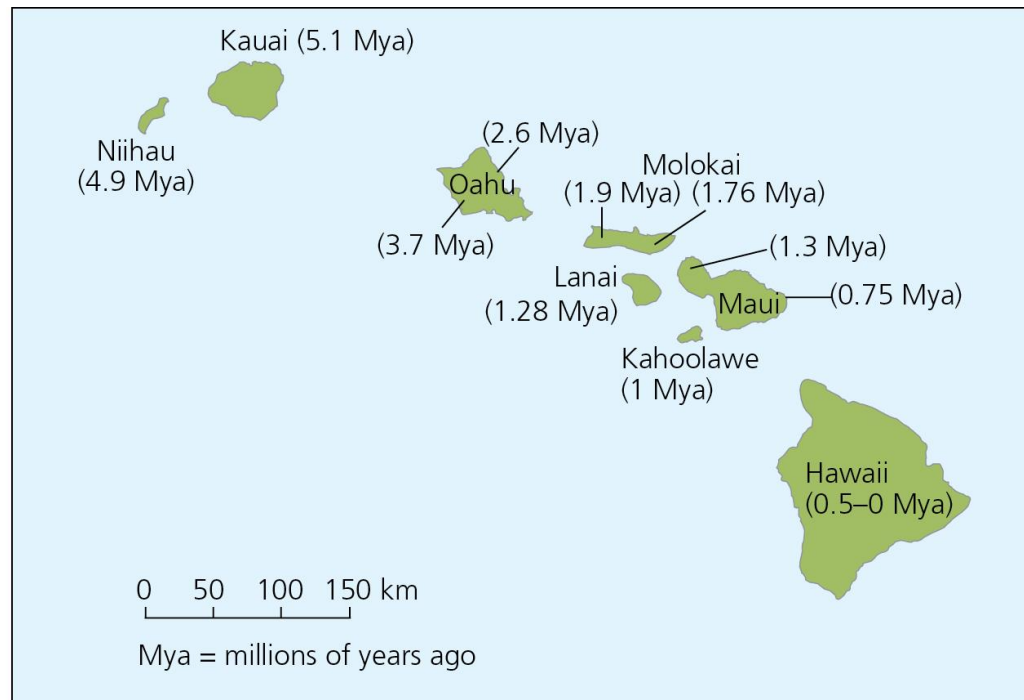 Kauai (5.1 Mya)
Niihau
(4.9 Mya)
(2.6 Mya)
Oahu
(3.7 Mya)
Molokai
(1.9 Mya) (1.76 Mya)
(1.3 Mya)
Lanai
(1.28 Mya)
Maui
(0.75 Mya)
Kahoolawe
(1 Mya)
Hawaii
(0.5–0 Mya)
0 50 100 150 km
Mya = millions of years ago